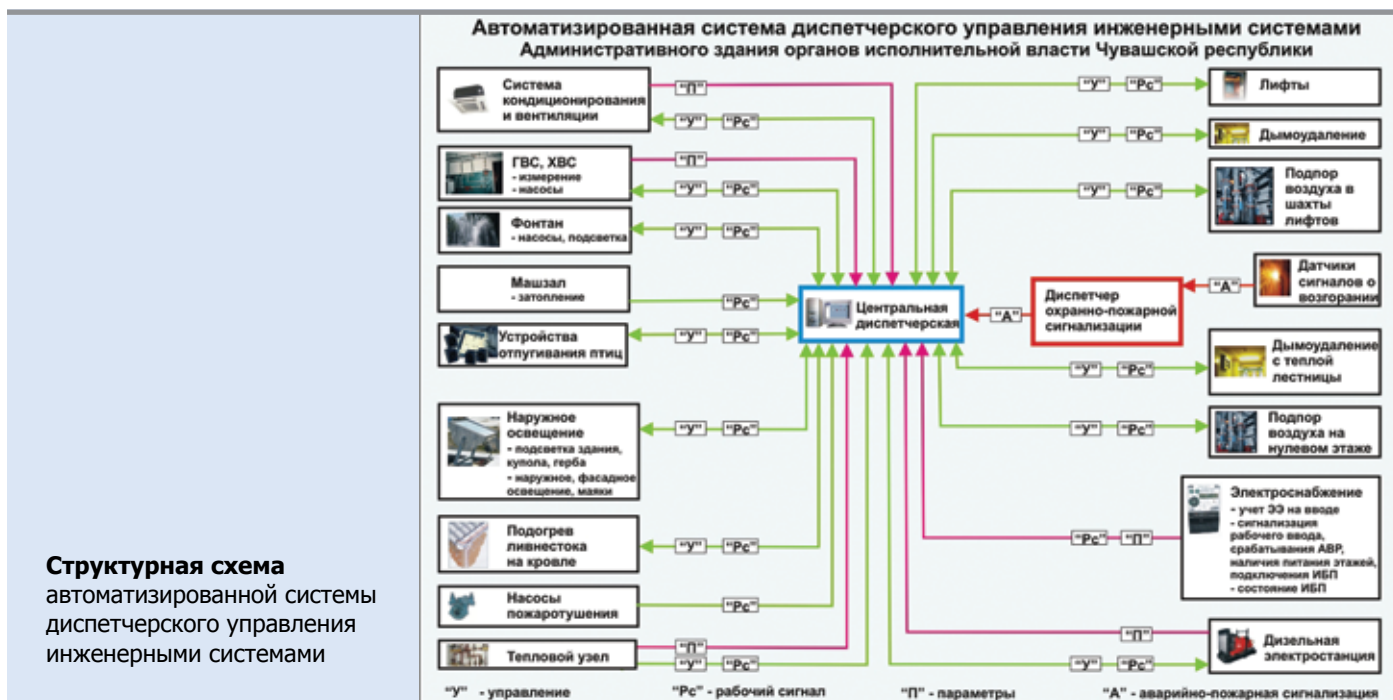 Автоматизированная система диспетчерского управления инженерными системами
Административного здания органов исполнительной власти Чувашской республики
Система
кондиционирования
и вентиляции
"П"
"У" "Рс"
ГВС, ХВС
- измерение
- насосы
"П"
"У" "Рс"
Фонтан
- насосы, подсветка
"У" "Рс"
Машзал
- затопление
"Рс"
Устройства
отпугивания птиц
"У" "Рс"
Наружное
освещение
- подсветка здания,
купола, герба
- наружное, фасадное
освещение, маяки
"У" "Рс"
Подогрев
ливнестока
на кровле
"У" "Рс"
Насосы
пожаротушения
"Рс"
Тепловой узел
"П"
"У" "Рс"
Центральная
диспетчерская
"А"
Диспетчер
охранно-пожарной
сигнализации
"А"
"У" "Рс"
Лифты
"У" "Рс"
Дымоудаление
"У" "Рс"
Подпор
воздуха в
шахты
лифтов
Датчики
сигналов о
возгорании
"У" "Рс"
Дымоудаление
с теплой
лестницы
"У" "Рс"
Подпор
воздуха на
нулевом этаже
"Рс" "П"
Электроснабжение
- учет ЭЭ на вводе
- сигнализация
рабочего ввода,
срабатывания АВР,
наличия питания этажей,
подключения ИБП
- состояние ИБП
"П"
"У" "Рс"
Дизельная
электростанция
"У" - управление "Рс" - рабочий сигнал "П" - параметры "А" - аварийно-пожарная сигнализация
Структурная схема
автоматизированной системы
диспетчерского управления
инженерными системами